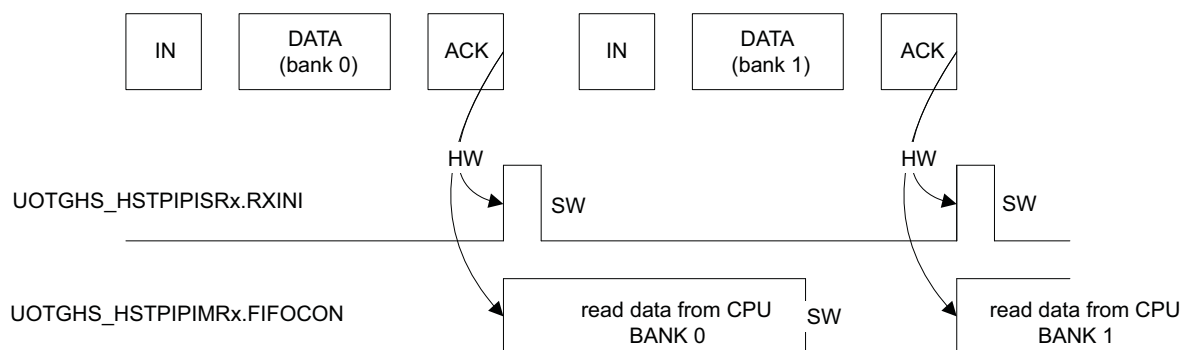 IN
DATA
(bank 0)
ACK
IN
DATA
(bank 1)
ACK
HW
HW
UOTGHS_HSTPIPISRx.RXINI
SW
SW
UOTGHS_HSTPIPIMRx.FIFOCON
read data from CPU
BANK 0
SW
read data from CPU
BANK 1